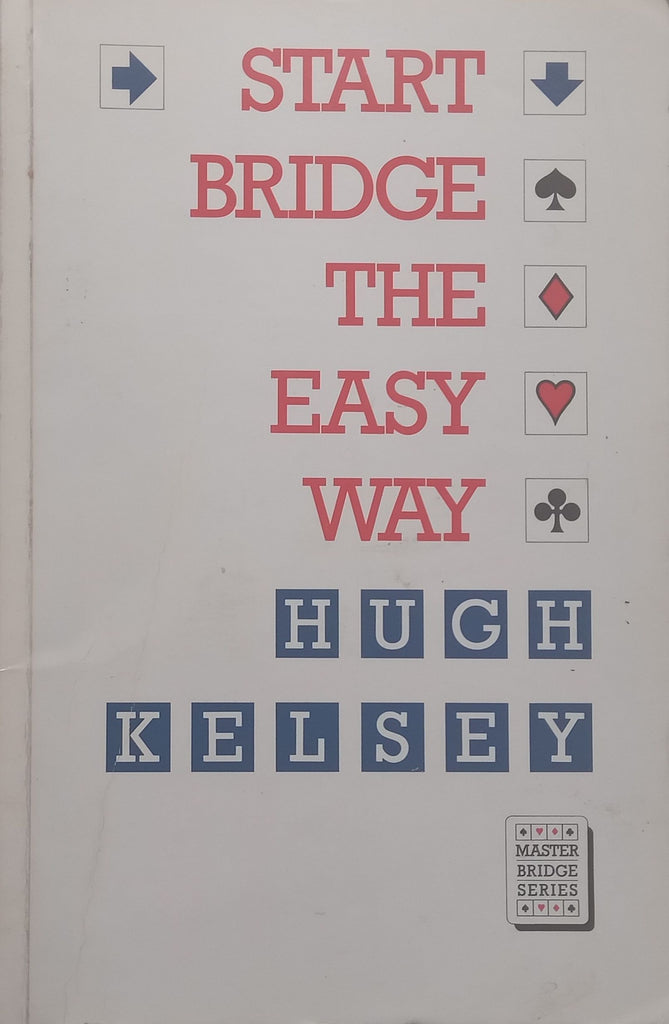 START
BRIDGE
THE
EASY
WAY
HUGH
KELSEY
MASTER
BRIDGE
SERIES